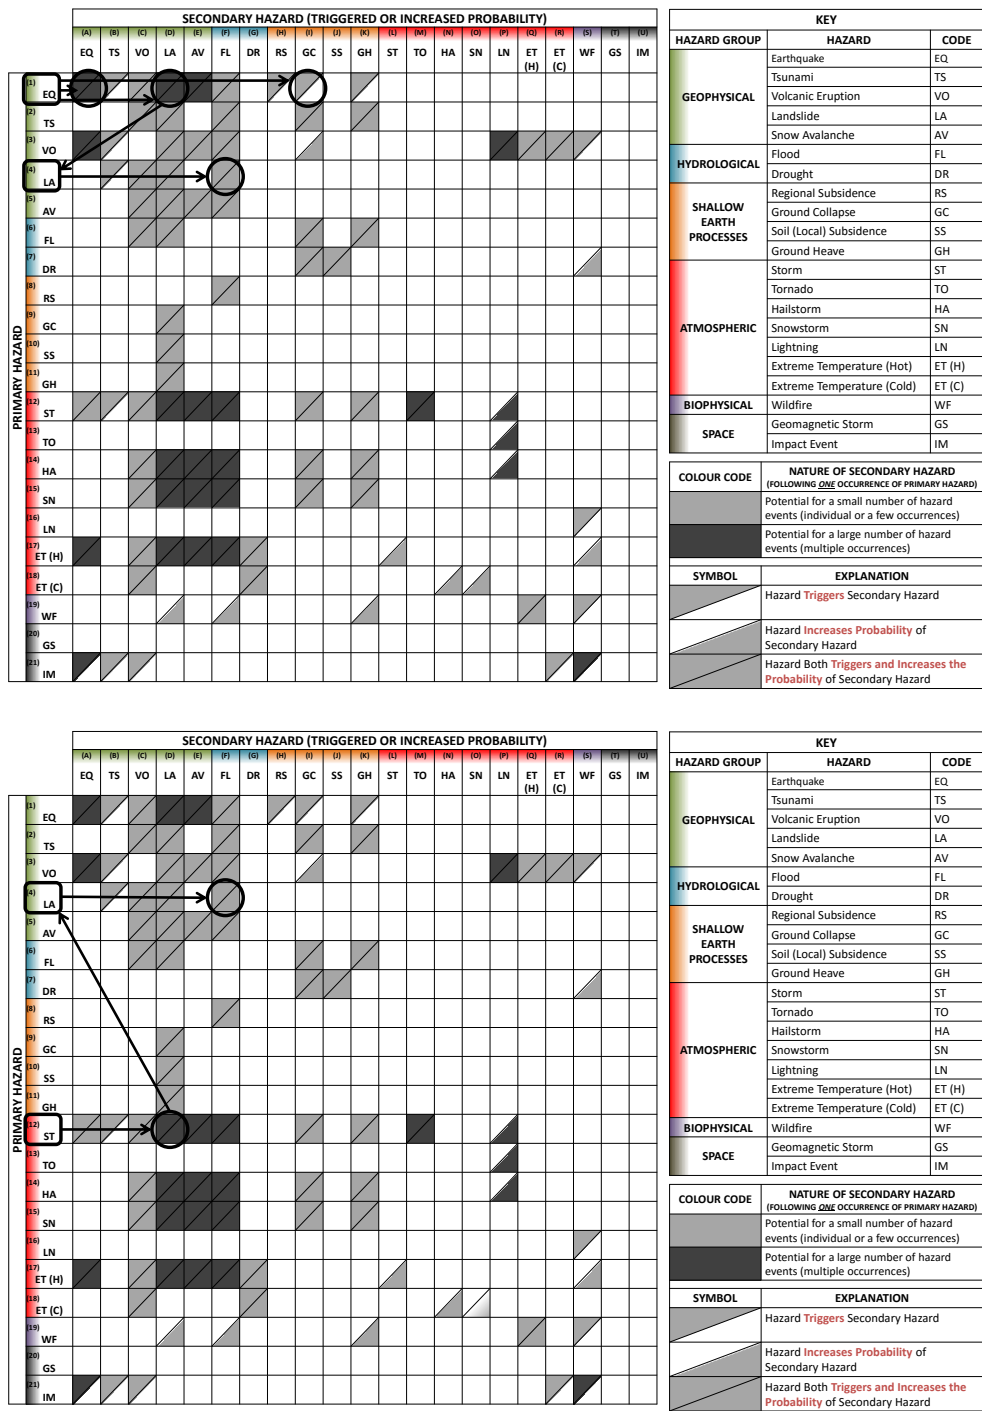 SECONDARY HAZARD (TRIGGERED OR INCREASED PROBABILITY)
(A) (B) (C) (D) (E) (F) (G) (H) (I) (J) (K) (L) (M) (N) (O) (P) (Q) (R) (S) (T) (U)
EQ TS VO LA AV FL DR RS GC SS GH ST TO HA SN LN ET (H) ET (C) WF GS IM
PRIMARY HAZARD
(1) EQ
(2) TS
(3) VO
(4) LA
(5) AV
(6) FL
(7) DR
(8) RS
(9) GC
(10) SS
(11) GH
(12) ST
(13) TO
(14) HA
(15) SN
(16) LN
(17) ET (H)
(18) ET (C)
(19) WF
(20) GS
(21) IM
KEY
HAZARD GROUP HAZARD CODE
GEOPHYSICAL
Earthquake EQ
Tsunami TS
Volcanic Eruption VO
Landslide LA
Snow Avalanche AV
HYDROLOGICAL
Flood FL
Drought DR
SHALLOW
EARTH
PROCESSES
Regional Subsidence RS
Ground Collapse GC
Soil (Local) Subsidence SS
Ground Heave GH
ATMOSPHERIC
Storm ST
Tornado TO
Hailstorm HA
Snowstorm SN
Lightning LN
Extreme Temperature (Hot) ET (H)
Extreme Temperature (Cold) ET (C)
BIOPHYSICAL Wildfire WF
SPACE
Geomagnetic Storm GS
Impact Event IM
COLOUR CODE NATURE OF SECONDARY HAZARD
(FOLLOWING ONE OCCURRENCE OF PRIMARY HAZARD)
Potential for a small number of hazard
events (individual or a few occurrences)
Potential for a large number of hazard
events (multiple occurrences)
SYMBOL EXPLANATION
Hazard Triggers Secondary Hazard
Hazard Increases Probability of
Secondary Hazard
Hazard Both Triggers and Increases the
Probability of Secondary Hazard
SECONDARY HAZARD (TRIGGERED OR INCREASED PROBABILITY)
(A) (B) (C) (D) (E) (F) (G) (H) (I) (J) (K) (L) (M) (N) (O) (P) (Q) (R) (S) (T) (U)
EQ TS VO LA AV FL DR RS GC SS GH ST TO HA SN LN ET (H) ET (C) WF GS IM
PRIMARY HAZARD
(1) EQ
(2) TS
(3) VO
(4) LA
(5) AV
(6) FL
(7) DR
(8) RS
(9) GC
(10) SS
(11) GH
(12) ST
(13) TO
(14) HA
(15) SN
(16) LN
(17) ET (H)
(18) ET (C)
(19) WF
(20) GS
(21) IM
KEY
HAZARD GROUP HAZARD CODE
GEOPHYSICAL
Earthquake EQ
Tsunami TS
Volcanic Eruption VO
Landslide LA
Snow Avalanche AV
HYDROLOGICAL
Flood FL
Drought DR
SHALLOW
EARTH
PROCESSES
Regional Subsidence RS
Ground Collapse GC
Soil (Local) Subsidence SS
Ground Heave GH
ATMOSPHERIC
Storm ST
Tornado TO
Hailstorm HA
Snowstorm SN
Lightning LN
Extreme Temperature (Hot) ET (H)
Extreme Temperature (Cold) ET (C)
BIOPHYSICAL Wildfire WF
SPACE
Geomagnetic Storm GS
Impact Event IM
COLOUR CODE NATURE OF SECONDARY HAZARD
(FOLLOWING ONE OCCURRENCE OF PRIMARY HAZARD)
Potential for a small number of hazard
events (individual or a few occurrences)
Potential for a large number of hazard
events (multiple occurrences)
SYMBOL EXPLANATION
Hazard Triggers Secondary Hazard
Hazard Increases Probability of
Secondary Hazard
Hazard Both Triggers and Increases the
Probability of Secondary Hazard